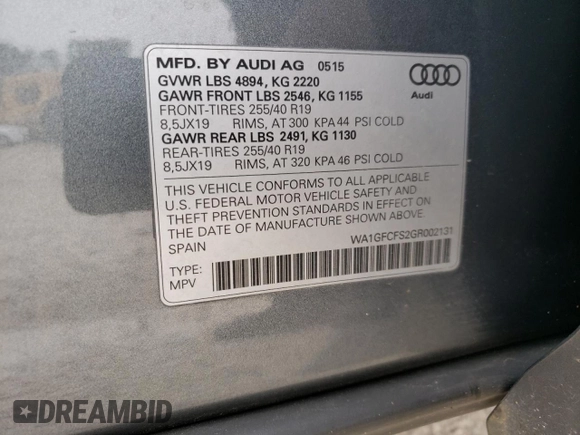 MFD. BY AUDI AG 0515
GVWR LBS 4894, KG 2220
GAWR FRONT LBS 2546, KG 1155
FRONT-TIRES 255/40 R19
8,5JX19 RIMS, AT 300 KPA 44 PSI COLD
GAWR REAR LBS 2491, KG 1130
REAR-TIRES 255/40 R19
8,5JX19 RIMS, AT 320 KPA 46 PSI COLD
Audi
THIS VEHICLE CONFORMS TO ALL APPLICABLE
U.S. FEDERAL MOTOR VEHICLE SAFETY AND
THEFT PREVENTION STANDARDS IN EFFECT ON
THE DATE OF MANUFACTURE SHOWN ABOVE.
SPAIN
WA1GFCFS2GR002131
TYPE:
MPV
DREAMBID